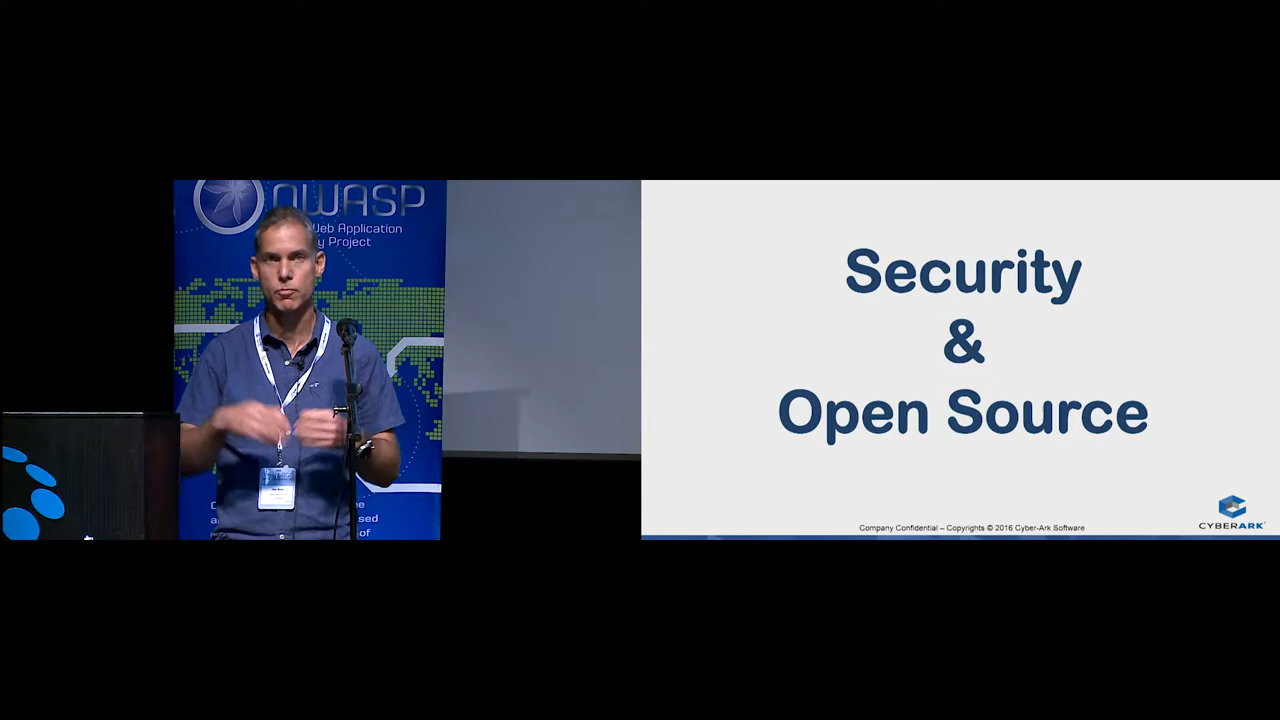 OWASP
Web Application
y Project
Security
&
Open Source
Company Confidential – Copyrights © 2016 Cyber-Ark Software
CYBERARK